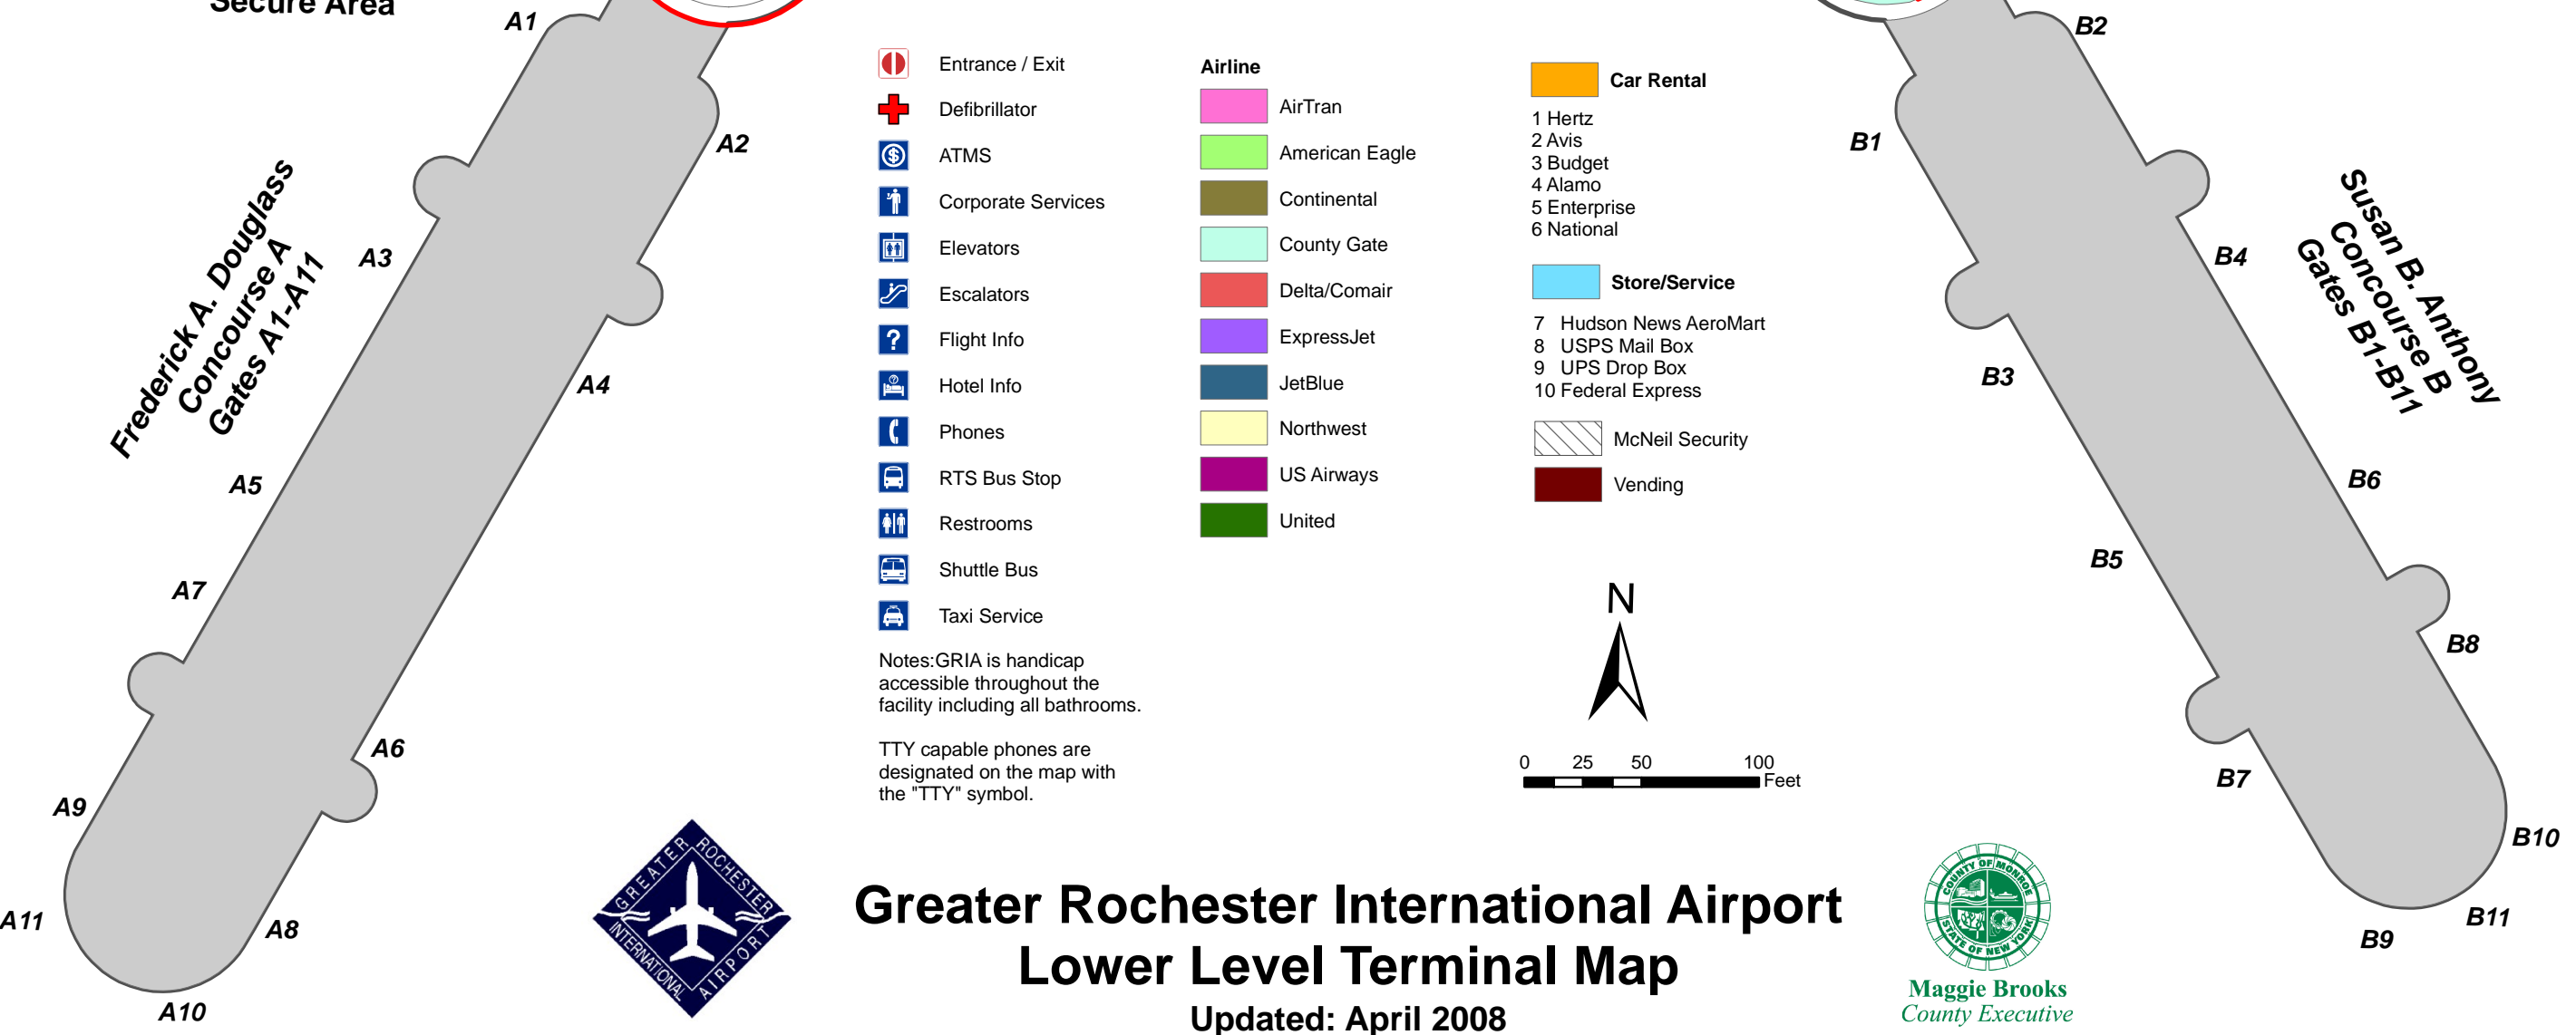 Secure Area
A1
A2
A3
A4
A5
A7
A6
A9
A11
A8
A10
Frederick A. Douglass
Concourse A
Gates A1-A11
Entrance / Exit
Defibrillator
ATMS
Corporate Services
Elevators
Escalators
Flight Info
Hotel Info
Phones
RTS Bus Stop
Restrooms
Shuttle Bus
Taxi Service
Notes:GRIA is handicap
accessible throughout the
facility including all bathrooms.
TTY capable phones are
designated on the map with
the "TTY" symbol.
Airline
AirTran
American Eagle
Continental
County Gate
Delta/Comair
ExpressJet
JetBlue
Northwest
US Airways
United
Car Rental
1 Hertz
2 Avis
3 Budget
4 Alamo
5 Enterprise
6 National
Store/Service
7 Hudson News AeroMart
8 USPS Mail Box
9 UPS Drop Box
10 Federal Express
McNeil Security
Vending
N
0 25 50 100
Feet
B2
B1
B4
B3
B6
B5
B8
B7
B10
B11
B9
Susan B. Anthony
Concourse B
Gates B1-B11
GREATER ROCHESTER
INTERNATIONAL AIRPORT
Greater Rochester International Airport
Lower Level Terminal Map
Updated: April 2008
COUNTY OF MONROE
STATE OF NEW YORK
Maggie Brooks
County Executive